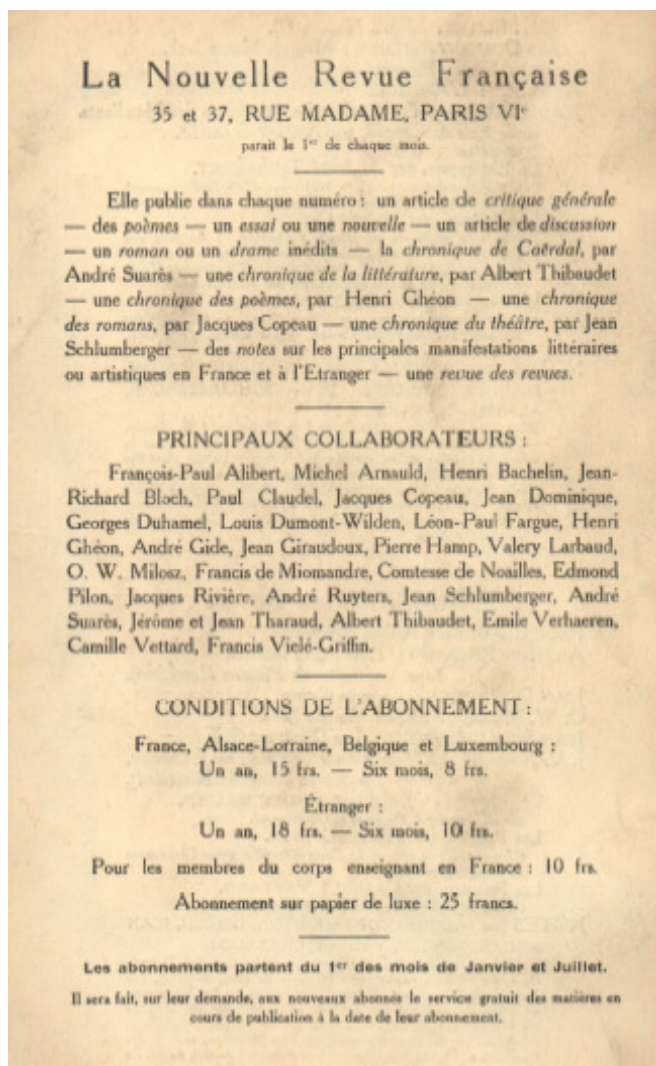 La Nouvelle Revue Française
35 et 37, RUE MADAME, PARIS VIe
parait le 1er de chaque mois.
Elle publie dans chaque numéro : un article de critique générale
— des poèmes — un essai ou une nouvelle — un article de discussion
— un roman ou un drame inédits — la chronique de Caërdal, par
André Suarès — une chronique de la littérature, par Albert Thibaudet
— une chronique des poèmes, par Henri Ghéon — une chronique
des romans, par Jacques Copeau — une chronique du théâtre, par Jean
Schlumberger — des notes sur les principales manifestations littéraires
ou artistiques en France et à l'Etranger — une revue des revues.
PRINCIPAUX COLLABORATEURS :
François-Paul Alibert, Michel Arnauld, Henri Bachelin, Jean-
Richard Bloch, Paul Claudel, Jacques Copeau, Jean Dominique,
Georges Duhamel, Louis Dumont-Wilden, Léon-Paul Fargue, Henri
Ghéon, André Gide, Jean Giraudoux, Pierre Hamp, Valery Larbaud,
O. W. Milosz, Francis de Miomandre, Comtesse de Noailles, Edmond
Pilon, Jacques Rivière, André Ruyters, Jean Schlumberger, André
Suarès, Jérôme et Jean Tharaud, Albert Thibaudet, Emile Verhaeren,
Camille Vettard, Francis Vielé-Griffin.
CONDITIONS DE L'ABONNEMENT :
France, Alsace-Lorraine, Belgique et Luxembourg :
Un an, 15 frs. — Six mois, 8 frs.
Étranger :
Un an, 18 frs. — Six mois, 10 frs.
Pour les membres du corps enseignant en France : 10 frs.
Abonnement sur papier de luxe : 25 francs.
Les abonnements partent du 1er des mois de Janvier et Juillet.
Il sera fait, sur leur demande, aux nouveaux abonnés le service gratuit des matières en
cours de publication à la date de leur abonnement.